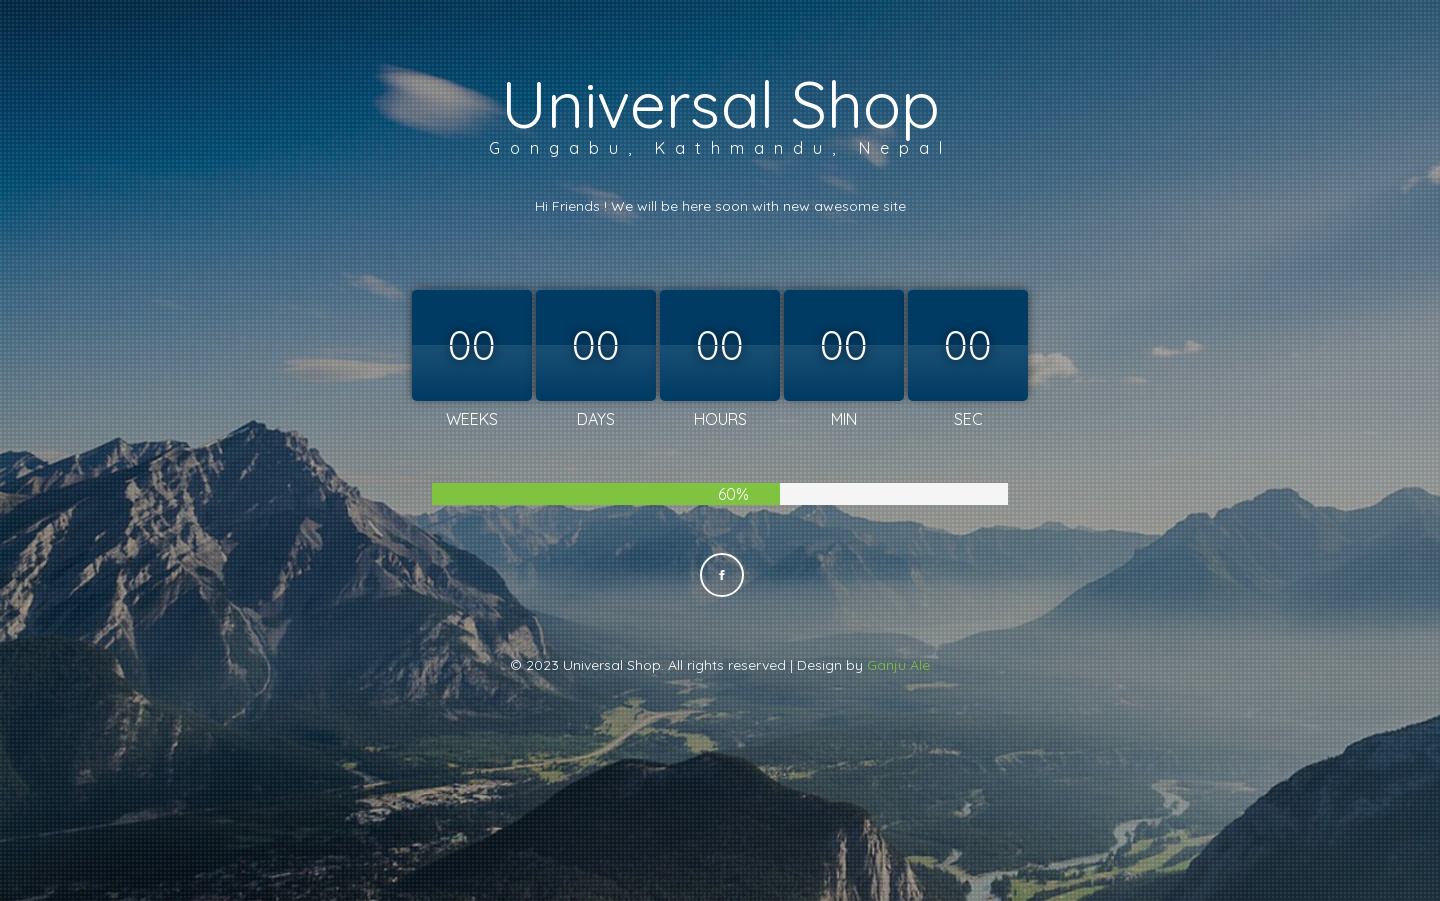 Universal Shop
Gongabu, Kathmandu, Nepal
Hi Friends ! We will be here soon with new awesome site
00 00 00 00 00
WEEKS DAYS HOURS MIN SEC
60%
f
© 2023 Universal Shop. All rights reserved | Design by Ganju Ale